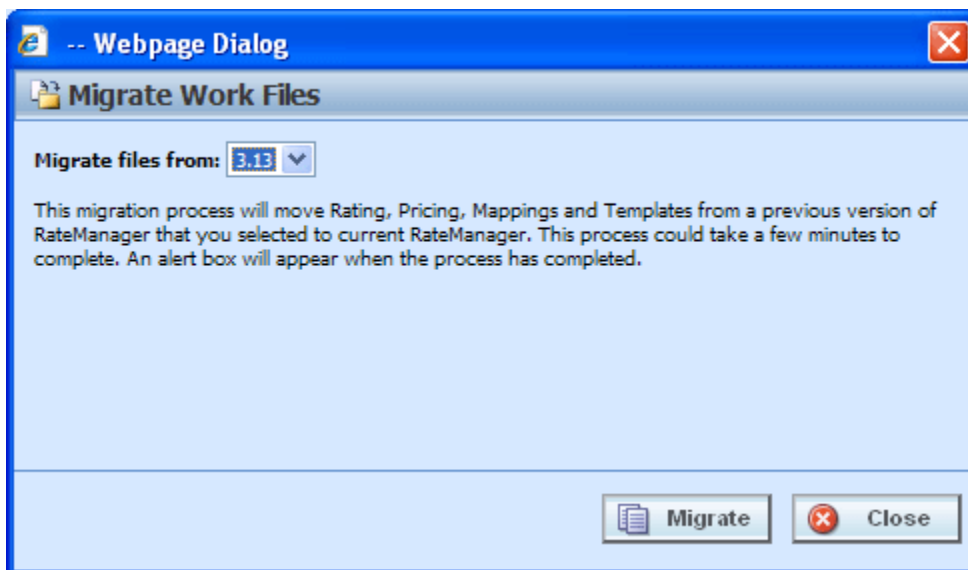 -- Webpage Dialog
Migrate Work Files
Migrate files from: 3.13
This migration process will move Rating, Pricing, Mappings and Templates from a previous version of
RateManager that you selected to current RateManager. This process could take a few minutes to
complete. An alert box will appear when the process has completed.
Migrate Close